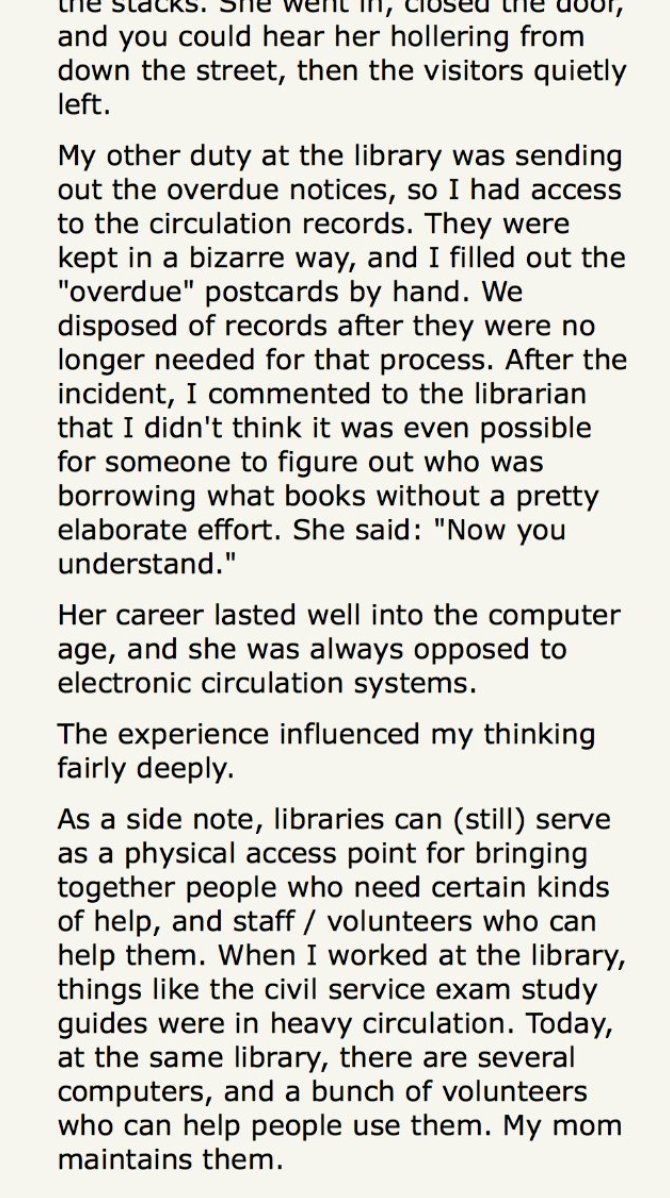 the stacks. She went in, closed the door,
and you could hear her hollering from
down the street, then the visitors quietly
left.
My other duty at the library was sending
out the overdue notices, so I had access
to the circulation records. They were
kept in a bizarre way, and I filled out the
"overdue" postcards by hand. We
disposed of records after they were no
longer needed for that process. After the
incident, I commented to the librarian
that I didn't think it was even possible
for someone to figure out who was
borrowing what books without a pretty
elaborate effort. She said: "Now you
understand."
Her career lasted well into the computer
age, and she was always opposed to
electronic circulation systems.
The experience influenced my thinking
fairly deeply.
As a side note, libraries can (still) serve
as a physical access point for bringing
together people who need certain kinds
of help, and staff / volunteers who can
help them. When I worked at the library,
things like the civil service exam study
guides were in heavy circulation. Today,
at the same library, there are several
computers, and a bunch of volunteers
who can help people use them. My mom
maintains them.